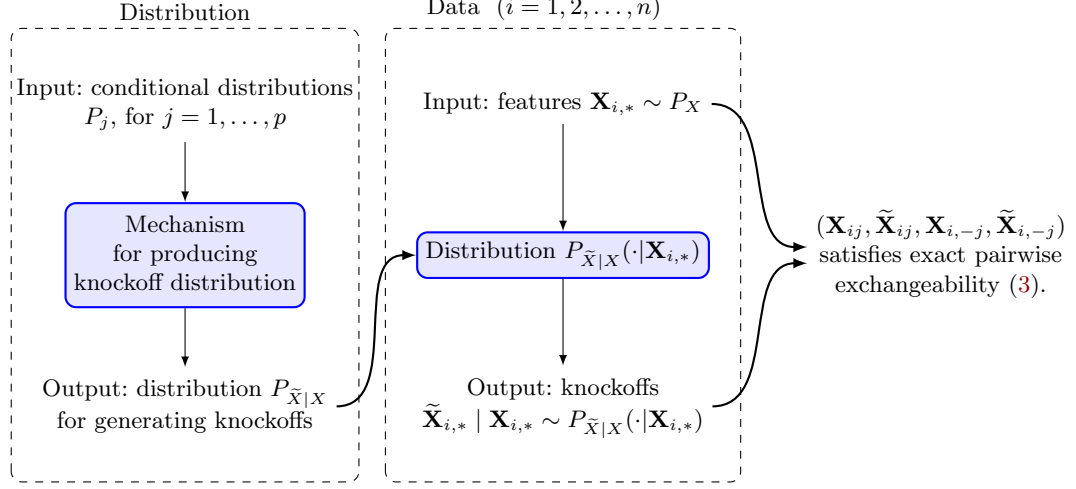 Distribution
Input: conditional distributions
P_j, for j = 1, . . . , p
Mechanism
for producing
knockoff distribution
Output: distribution P_{X̃|X}
for generating knockoffs
Data (i = 1, 2, . . . , n)
Input: features X_{i,∗} ∼ P_X
Distribution P_{X̃|X}(·|X_{i,∗})
Output: knockoffs
X̃_{i,∗} | X_{i,∗} ∼ P_{X̃|X}(·|X_{i,∗})
(X_{ij}, X̃_{ij}, X_{i,−j}, X̃_{i,−j})
satisfies exact pairwise
exchangeability (3).